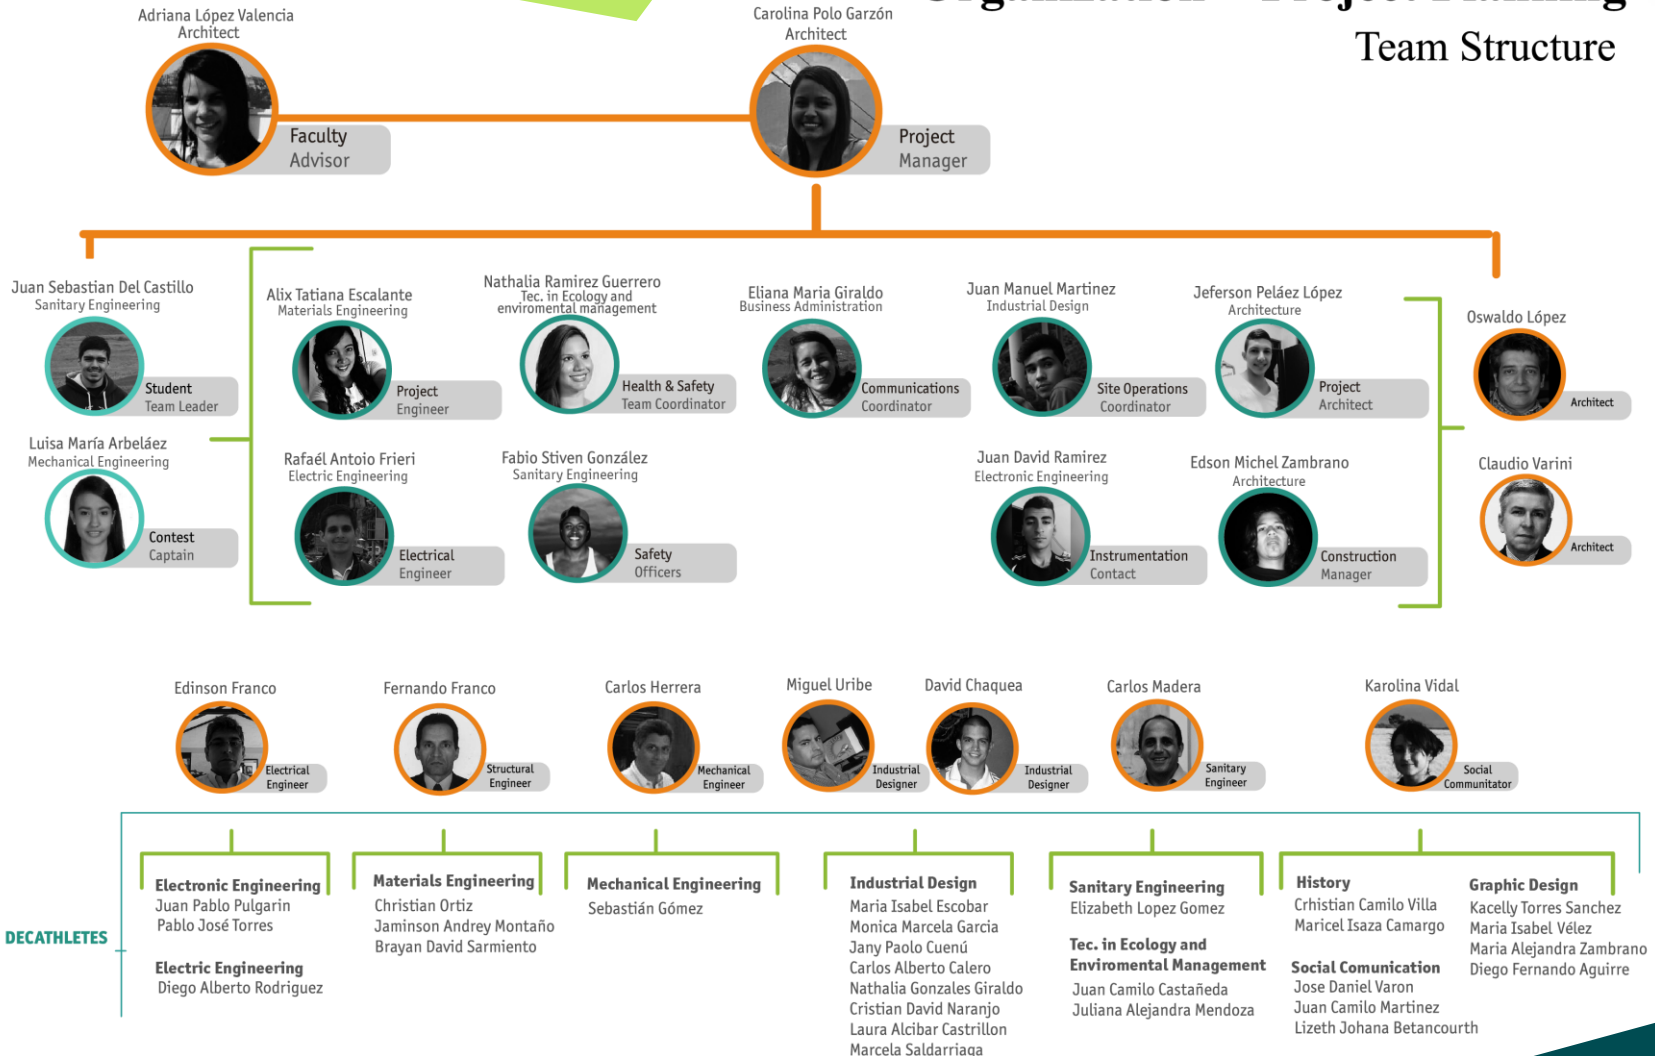 Organization – Project Planning
Team Structure
Adriana López Valencia
Architect
Faculty
Advisor
Carolina Polo Garzón
Architect
Project
Manager
Juan Sebastian Del Castillo
Sanitary Engineering
Student
Team Leader
Luisa María Arbeláez
Mechanical Engineering
Contest
Captain
Alix Tatiana Escalante
Materials Engineering
Project
Engineer
Nathalia Ramirez Guerrero
Tec. in Ecology and
enviromental management
Health & Safety
Team Coordinator
Eliana Maria Giraldo
Business Administration
Communications
Coordinator
Juan Manuel Martinez
Industrial Design
Site Operations
Coordinator
Jeferson Peláez López
Architecture
Project
Architect
Oswaldo López
Architect
Rafaél Antoio Frieri
Electric Engineering
Electrical
Engineer
Fabio Stiven González
Sanitary Engineering
Safety
Officers
Juan David Ramirez
Electronic Engineering
Instrumentation
Contact
Edson Michel Zambrano
Architecture
Construction
Manager
Claudio Varini
Architect
Edinson Franco
Electrical
Engineer
Fernando Franco
Structural
Engineer
Carlos Herrera
Mechanical
Engineer
Miguel Uribe
Industrial
Designer
David Chaquea
Industrial
Designer
Carlos Madera
Sanitary
Engineer
Karolina Vidal
Social
Communitator
DECATHLETES
Electronic Engineering
Juan Pablo Pulgarin
Pablo José Torres
Electric Engineering
Diego Alberto Rodriguez
Materials Engineering
Christian Ortiz
Jaminson Andrey Montaño
Brayan David Sarmiento
Mechanical Engineering
Sebastián Gómez
Industrial Design
Maria Isabel Escobar
Monica Marcela Garcia
Jany Paolo Cuenú
Carlos Alberto Calero
Nathalia Gonzales Giraldo
Cristian David Naranjo
Laura Alcibar Castrillon
Marcela Saldarriaga
Sanitary Engineering
Elizabeth Lopez Gomez
Tec. in Ecology and
Enviromental Management
Juan Camilo Castañeda
Juliana Alejandra Mendoza
History
Crhistian Camilo Villa
Maricel Isaza Camargo
Social Comunication
Jose Daniel Varon
Juan Camilo Martinez
Lizeth Johana Betancourth
Graphic Design
Kacelly Torres Sanchez
Maria Isabel Vélez
Maria Alejandra Zambrano
Diego Fernando Aguirre